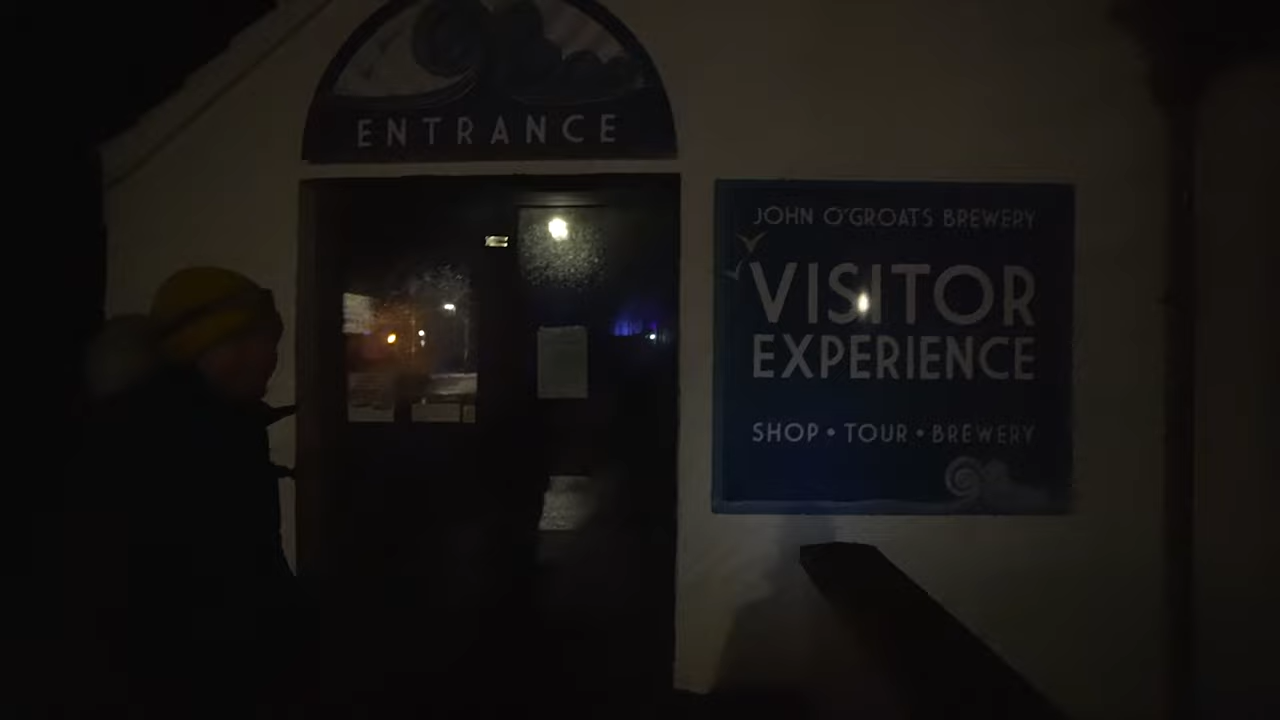 ENTRANCE
JOHN O'GROATS BREWERY
VISITOR
EXPERIENCE
SHOP • TOUR • BREWERY